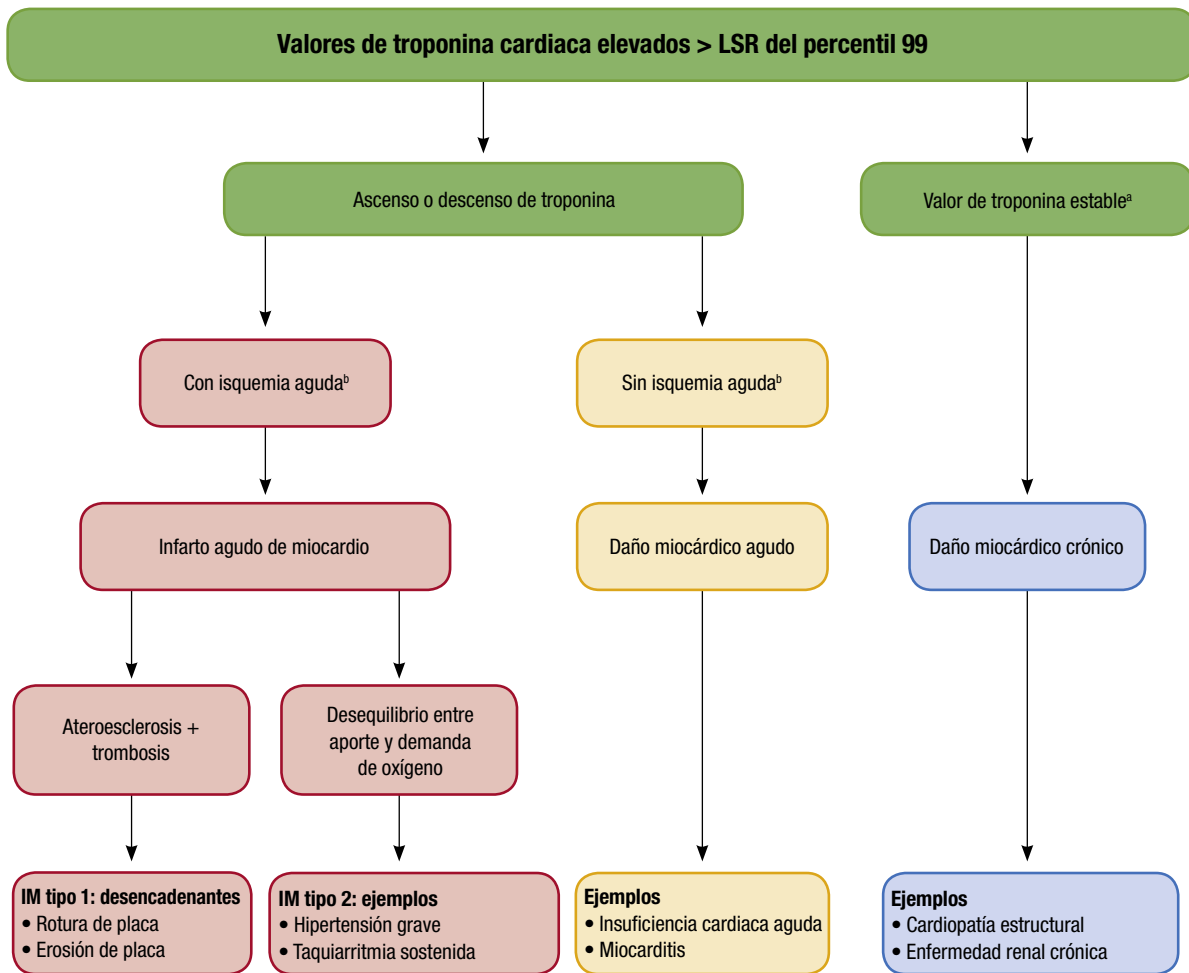 Valores de troponina cardiaca elevados > LSR del percentil 99
Ascenso o descenso de troponina
Valor de troponina estableᵃ
Con isquemia agudaᵇ
Sin isquemia agudaᵇ
Infarto agudo de miocardio
Daño miocárdico agudo
Daño miocárdico crónico
Ateroesclerosis +
trombosis
Desequilibrio entre
aporte y demanda
de oxígeno
IM tipo 1: desencadenantes
• Rotura de placa
• Erosión de placa
IM tipo 2: ejemplos
• Hipertensión grave
• Taquiarritmia sostenida
Ejemplos
• Insuficiencia cardiaca aguda
• Miocarditis
Ejemplos
• Cardiopatía estructural
• Enfermedad renal crónica